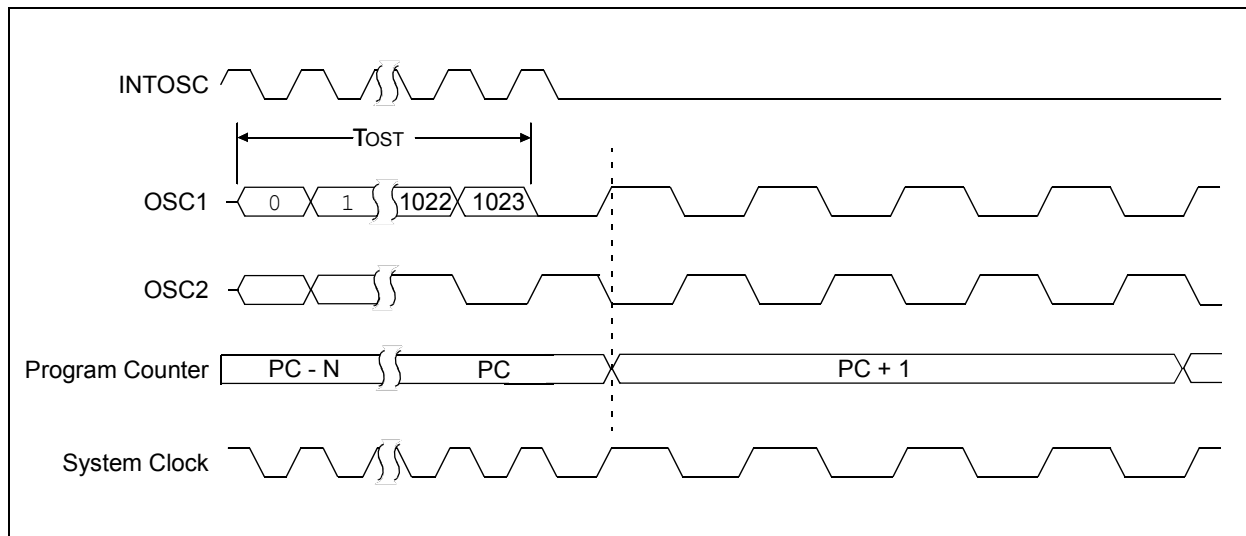 INTOSC
TOST
OSC1 0 1 1022 1023
OSC2
Program Counter PC - N PC PC + 1
System Clock